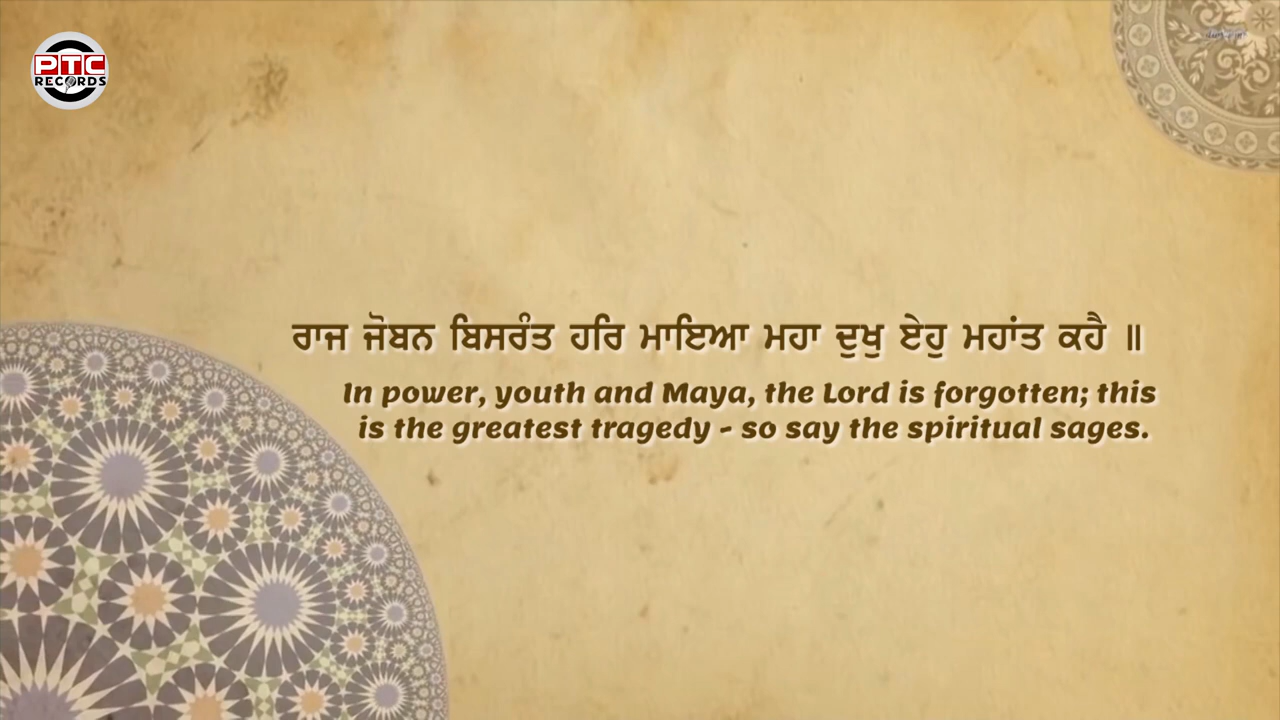 PTC
RECORDS
ਰਾਜ ਜੋਬਨ ਬਿਸਰੰਤ ਹਰਿ ਮਾਇਆ ਮਹਾ ਦੁਖੁ ਏਹੁ ਮਹਾਂਤ ਕਹੈ ॥
In power, youth and Maya, the Lord is forgotten; this
is the greatest tragedy - so say the spiritual sages.